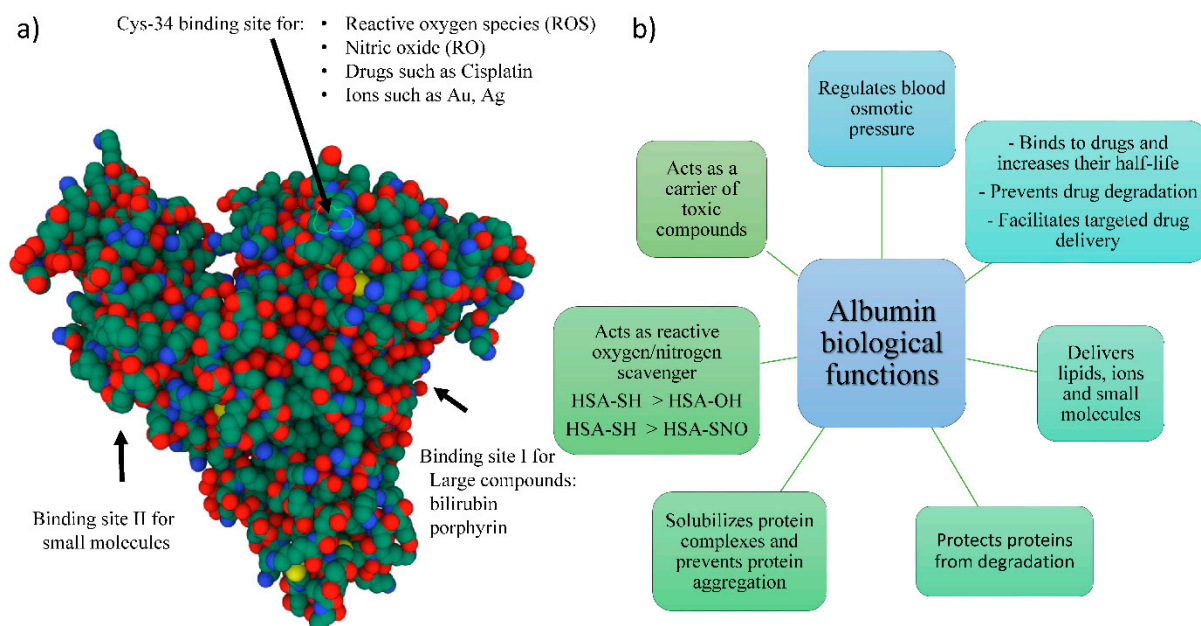 a)
Cys-34 binding site for:
• Reactive oxygen species (ROS)
• Nitric oxide (RO)
• Drugs such as Cisplatin
• Ions such as Au, Ag
Binding site II for
small molecules
Binding site I for
Large compounds:
bilirubin
porphyrin
b)
Regulates blood
osmotic
pressure
- Binds to drugs and
increases their half-life
- Prevents drug degradation
- Facilitates targeted drug
delivery
Acts as a
carrier of
toxic
compounds
Albumin
biological
functions
Acts as reactive
oxygen/nitrogen
scavenger
HSA-SH > HSA-OH
HSA-SH > HSA-SNO
Delivers
lipids, ions
and small
molecules
Solubilizes protein
complexes and
prevents protein
aggregation
Protects proteins
from degradation